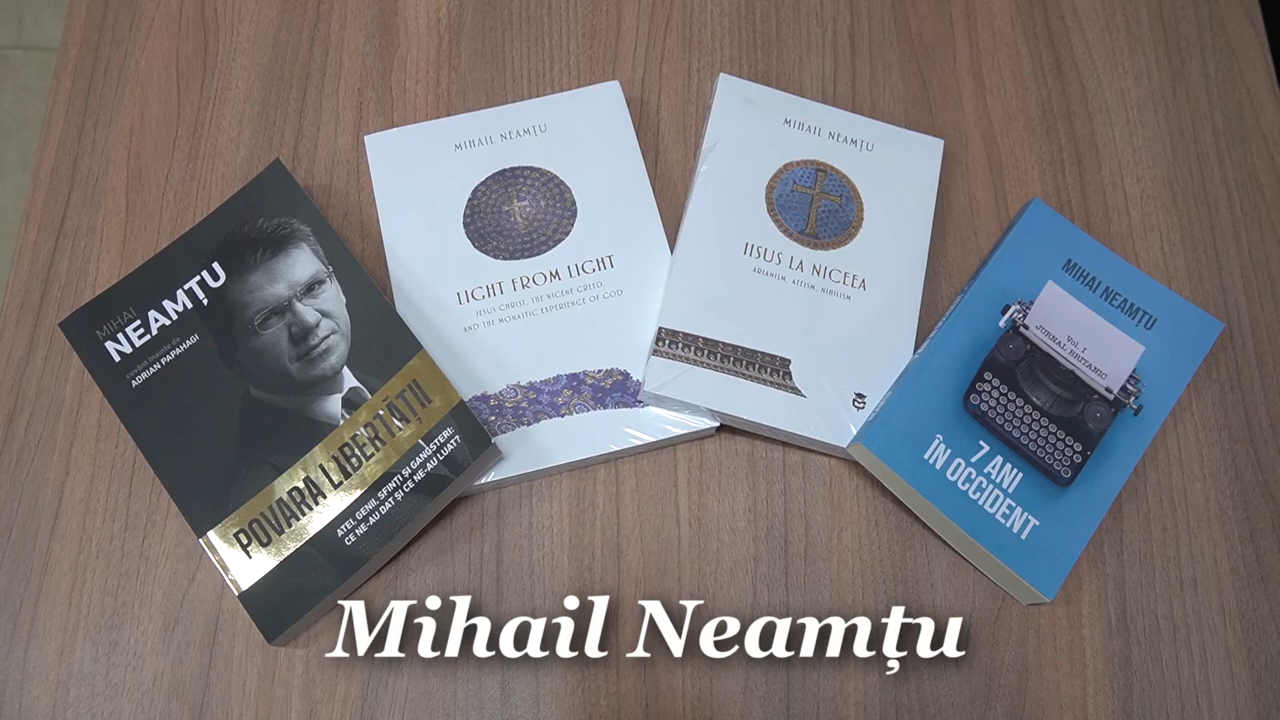 MIHAI
NEAMȚU
cuvânt înainte de
ADRIAN PAPAHAGI
POVARA LIBERTĂȚII
ATEI, GENII, SFINȚI ȘI GANGSTERI:
CE NE-AU DAT ȘI CE NE-AU LUAT?
MIHAIL NEAMȚU
LIGHT FROM LIGHT
JESUS CHRIST, THE NICENE CREED,
AND THE MONASTIC EXPERIENCE OF GOD
MIHAIL NEAMȚU
IISUS LA NICEEA
ARIANISM, ATEISM, NIHILISM
MIHAI NEAMȚU
Vol. I
JURNAL BRITANIC
7 ANI
ÎN OCCIDENT
Mihail Neamțu